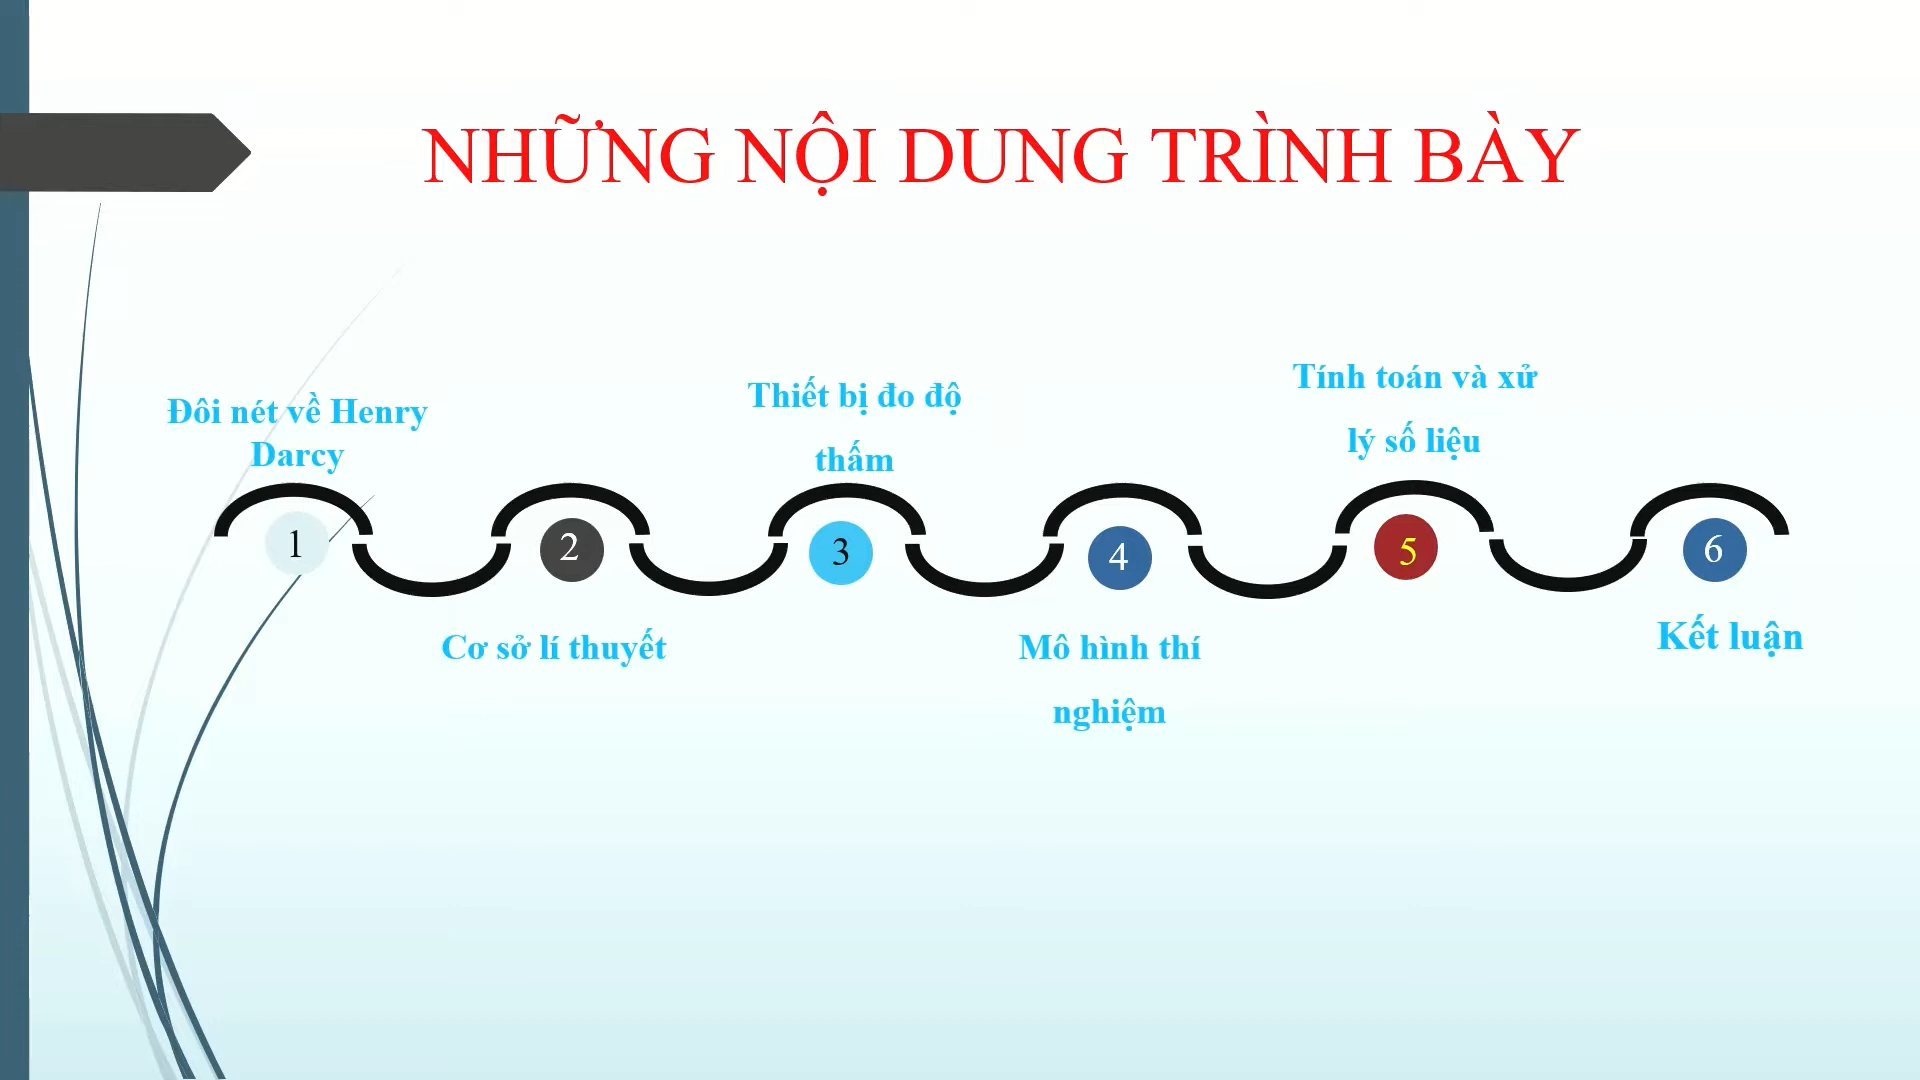 NHỮNG NỘI DUNG TRÌNH BÀY
Đôi nét về Henry
Darcy
1
Cơ sở lí thuyết
2
Thiết bị đo độ
thấm
3
Mô hình thí
nghiệm
4
Tính toán và xử
lý số liệu
5
Kết luận
6